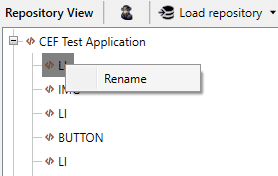 Repository View
Load repository
CEF Test Application
LI
Rename
IMG
LI
BUTTON
LI